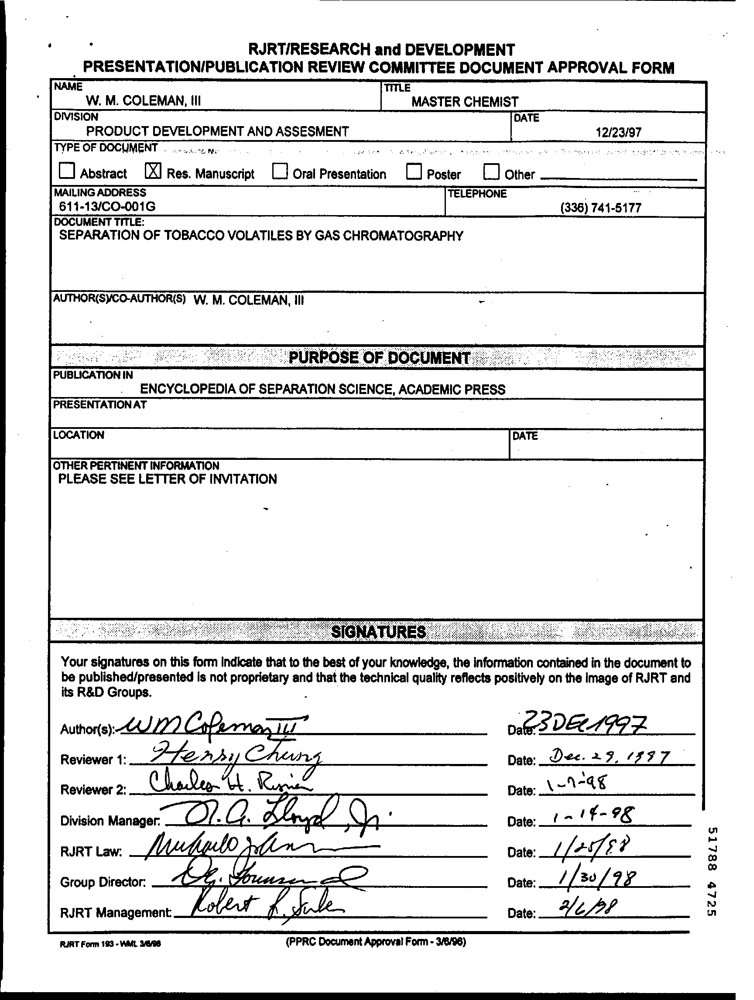 RJRT/RESEARCH and DEVELOPMENT
PRESENTATION/PUBLICATION REVIEW COMMITTEE DOCUMENT APPROVAL FORM
NAME TITLE
W. M. COLEMAN, III MASTER CHEMIST
DIVISION DATE
PRODUCT DEVELOPMENT AND ASSESMENT 12/23/97
TYPE OF DOCUMENT
Abstract X Res. Manuscript Oral Presentation Poster Other
MAILING ADDRESS TELEPHONE
611-13/CO-001G (336) 741-5177
DOCUMENT TITLE:
SEPARATION OF TOBACCO VOLATILES BY GAS CHROMATOGRAPHY
AUTHOR(S)/CO-AUTHOR(S) W. M. COLEMAN, III
PURPOSE OF DOCUMENT
PUBLICATION IN
ENCYCLOPEDIA OF SEPARATION SCIENCE, ACADEMIC PRESS
PRESENTATION AT
LOCATION DATE
OTHER PERTINENT INFORMATION
PLEASE SEE LETTER OF INVITATION
SIGNATURES
Your signatures on this form indicate that to the best of your knowledge, the information contained in the document to
be published/presented is not proprietary and that the technical quality reflects positively on the image of RJRT and
its R&D Groups.
Author(s): WM Coleman III Date: 23 DEC 1997
Reviewer 1: Henry Chung Date: Dec. 29, 1997
Reviewer 2: Charles H. Date: 1-7-98
Division Manager: Lloyd, Jr. Date: 1-14-98
RJRT Law: Date: 1/25/98
Group Director: Date: 1/30/98
RJRT Management: Robert Date: 2/6/98
RJRT Form 193 - WML 3/6/96 (PPRC Document Approval Form - 3/6/96)
51788 4725